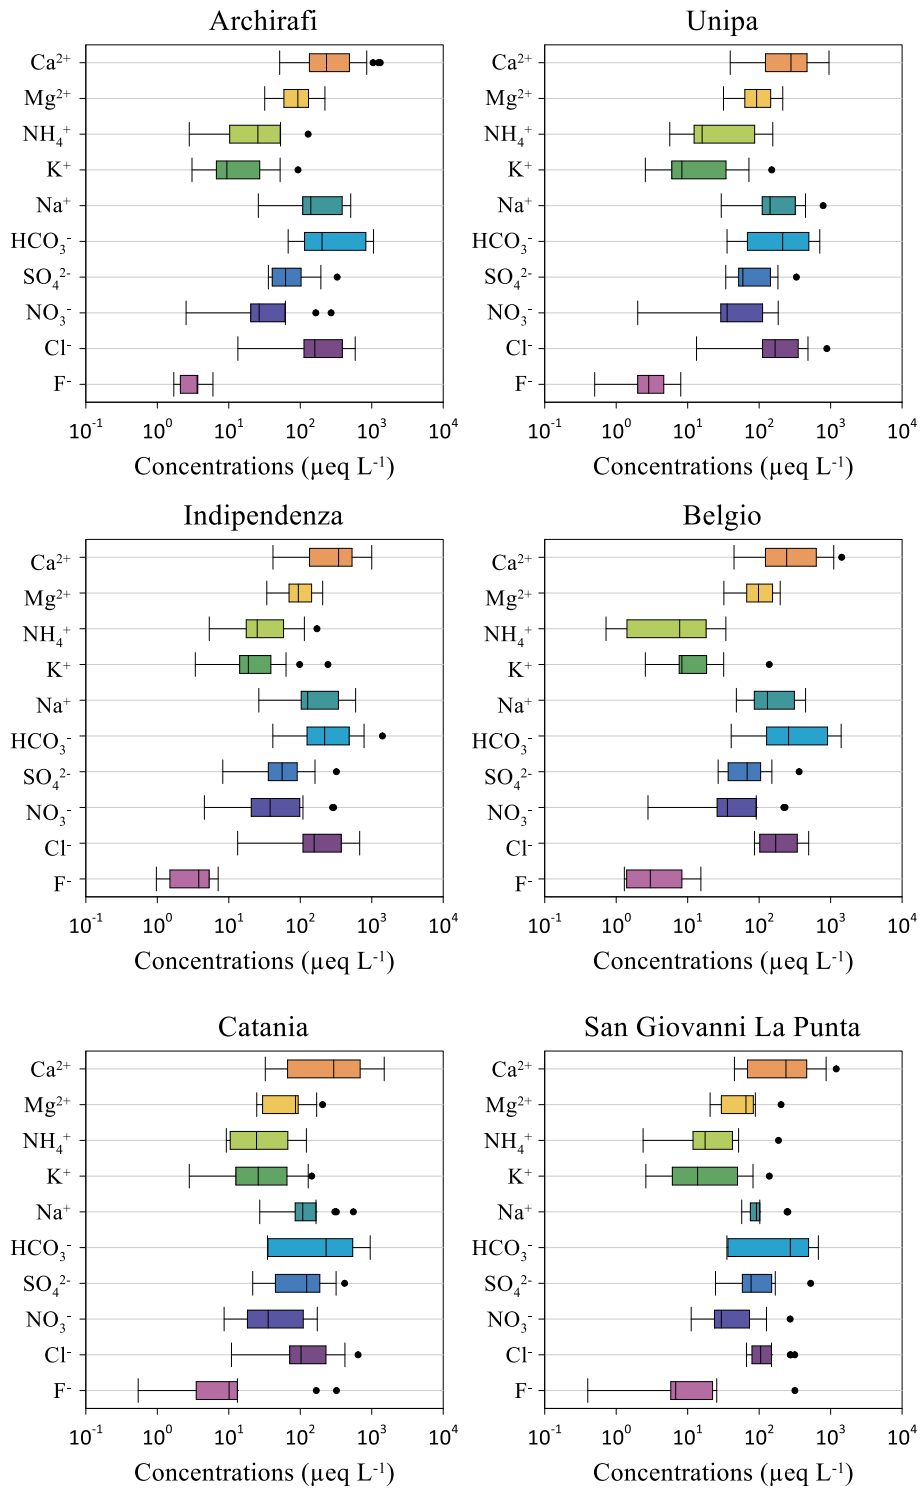 Archirafi
Ca²⁺
Mg²⁺
NH₄⁺
K⁺
Na⁺
HCO₃⁻
SO₄²⁻
NO₃⁻
Cl⁻
F⁻
10⁻¹ 10⁰ 10¹ 10² 10³ 10⁴
Concentrations (µeq L⁻¹)
Unipa
Ca²⁺
Mg²⁺
NH₄⁺
K⁺
Na⁺
HCO₃⁻
SO₄²⁻
NO₃⁻
Cl⁻
F⁻
10⁻¹ 10⁰ 10¹ 10² 10³ 10⁴
Concentrations (µeq L⁻¹)
Indipendenza
Ca²⁺
Mg²⁺
NH₄⁺
K⁺
Na⁺
HCO₃⁻
SO₄²⁻
NO₃⁻
Cl⁻
F⁻
10⁻¹ 10⁰ 10¹ 10² 10³ 10⁴
Concentrations (µeq L⁻¹)
Belgio
Ca²⁺
Mg²⁺
NH₄⁺
K⁺
Na⁺
HCO₃⁻
SO₄²⁻
NO₃⁻
Cl⁻
F⁻
10⁻¹ 10⁰ 10¹ 10² 10³ 10⁴
Concentrations (µeq L⁻¹)
Catania
Ca²⁺
Mg²⁺
NH₄⁺
K⁺
Na⁺
HCO₃⁻
SO₄²⁻
NO₃⁻
Cl⁻
F⁻
10⁻¹ 10⁰ 10¹ 10² 10³ 10⁴
Concentrations (µeq L⁻¹)
San Giovanni La Punta
Ca²⁺
Mg²⁺
NH₄⁺
K⁺
Na⁺
HCO₃⁻
SO₄²⁻
NO₃⁻
Cl⁻
F⁻
10⁻¹ 10⁰ 10¹ 10² 10³ 10⁴
Concentrations (µeq L⁻¹)